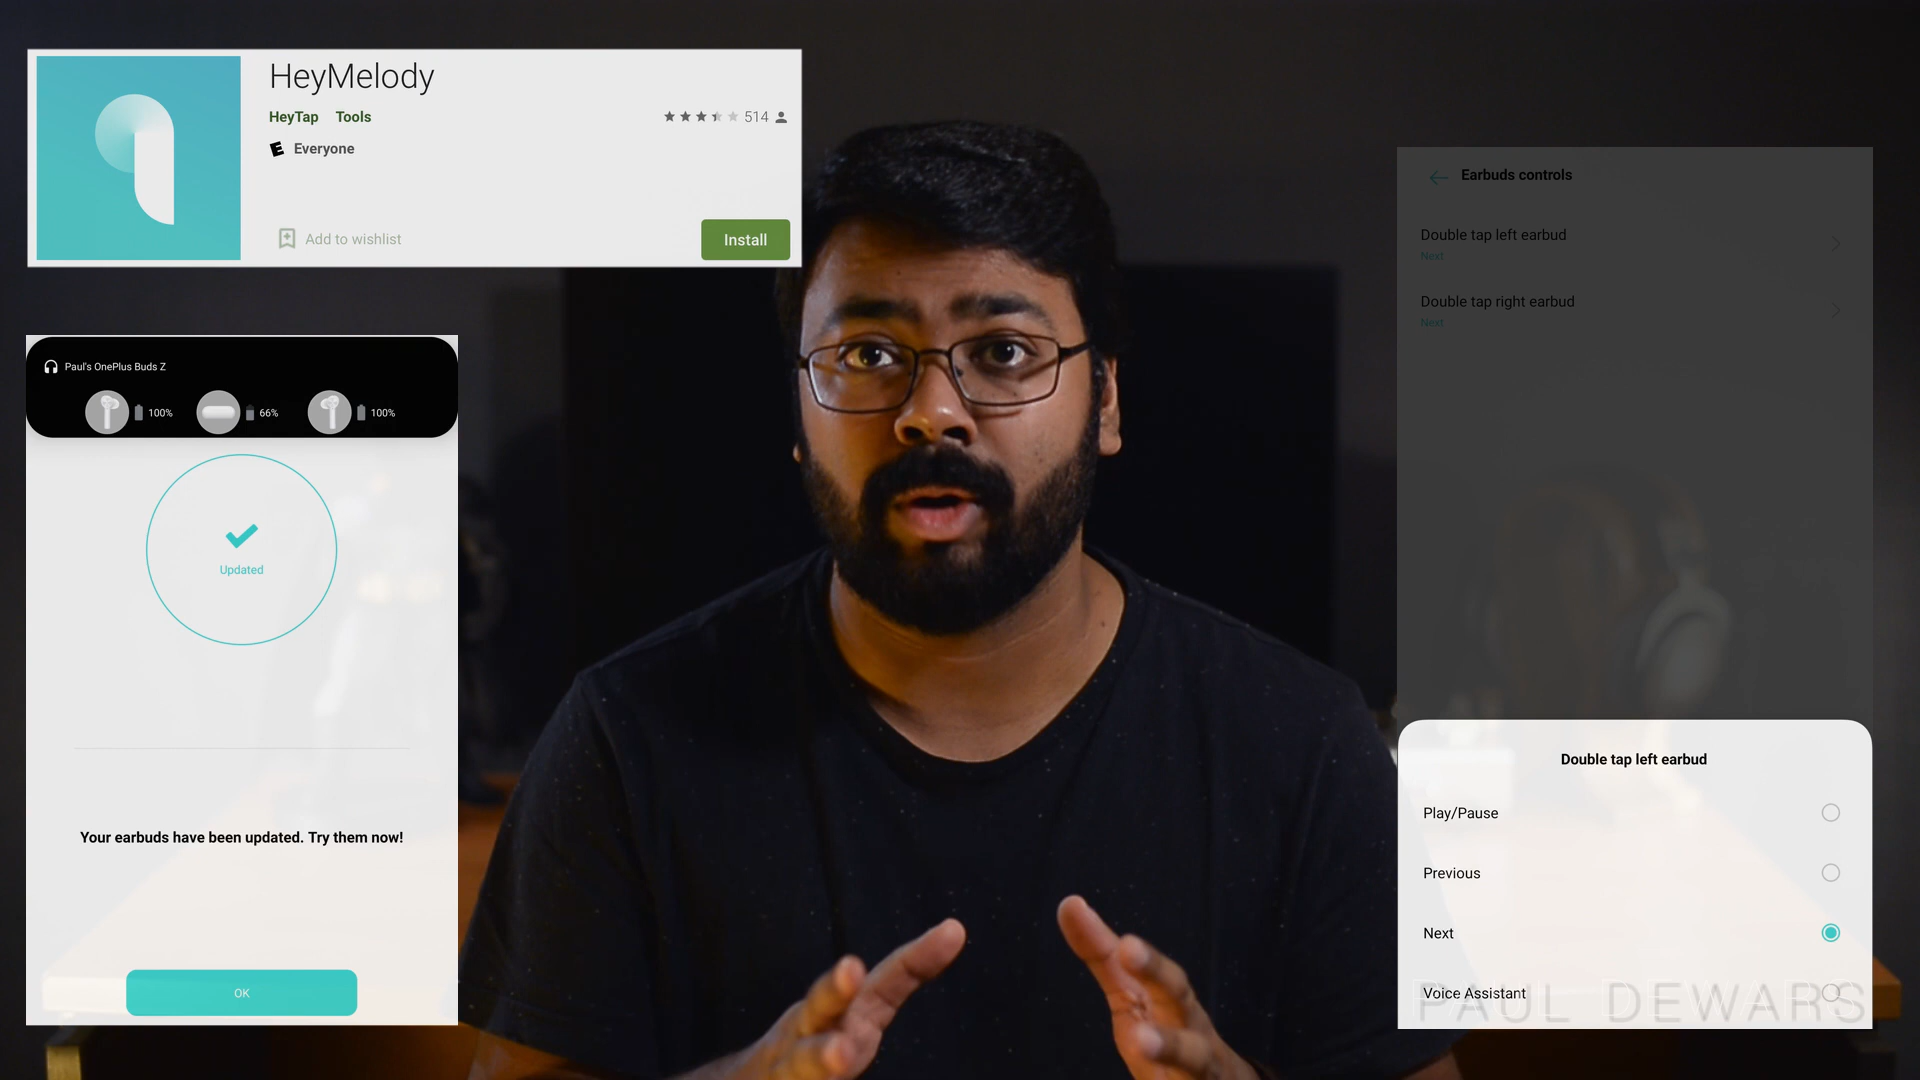 HeyMelody
HeyTap Tools
514
Everyone
Add to wishlist
Install
Paul's OnePlus Buds Z
100% 66% 100%
Updated
Your earbuds have been updated. Try them now!
OK
Earbuds controls
Double tap left earbud
Next
Double tap right earbud
Next
Double tap left earbud
Play/Pause
Previous
Next
Voice Assistant
PAUL DEWARS